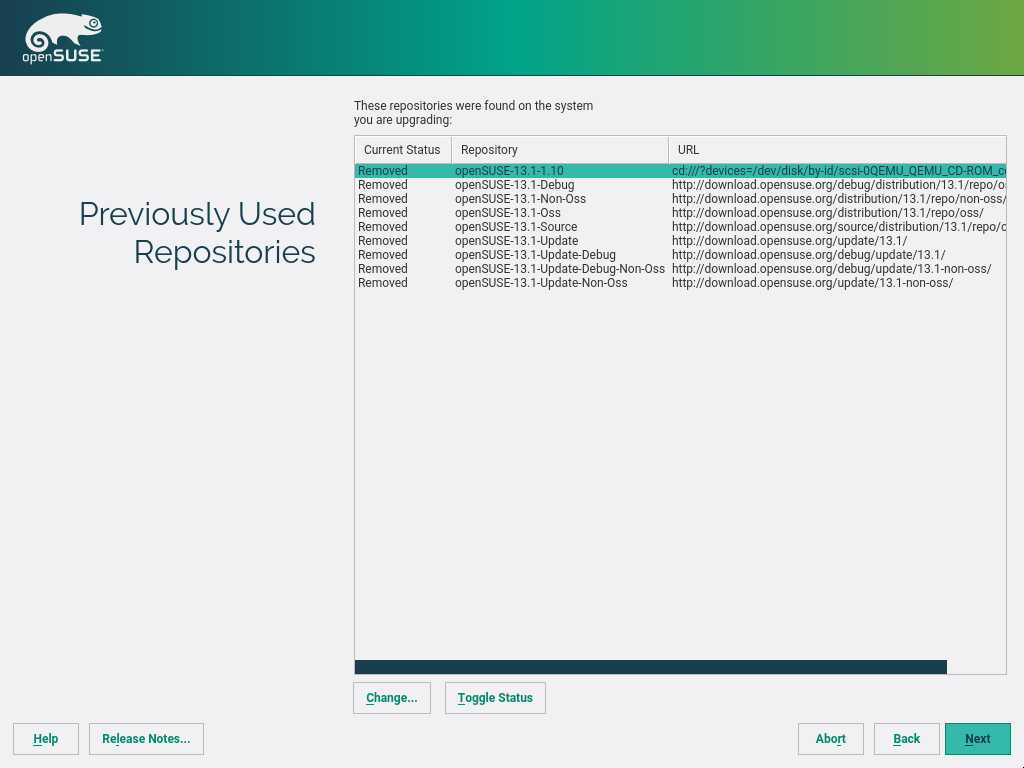 openSUSE
Previously Used
Repositories
These repositories were found on the system
you are upgrading:
Current Status Repository URL
Removed openSUSE-13.1-1.10 cd:///?devices=/dev/disk/by-id/scsi-0QEMU_QEMU_CD-ROM_
Removed openSUSE-13.1-Debug http://download.opensuse.org/debug/distribution/13.1/repo/
Removed openSUSE-13.1-Non-Oss http://download.opensuse.org/distribution/13.1/repo/non-oss/
Removed openSUSE-13.1-Oss http://download.opensuse.org/distribution/13.1/repo/oss/
Removed openSUSE-13.1-Source http://download.opensuse.org/source/distribution/13.1/repo/
Removed openSUSE-13.1-Update http://download.opensuse.org/update/13.1/
Removed openSUSE-13.1-Update-Debug http://download.opensuse.org/debug/update/13.1/
Removed openSUSE-13.1-Update-Debug-Non-Oss http://download.opensuse.org/debug/update/13.1-non-oss/
Removed openSUSE-13.1-Update-Non-Oss http://download.opensuse.org/update/13.1-non-oss/
Change... Toggle Status
Help Release Notes... Abort Back Next